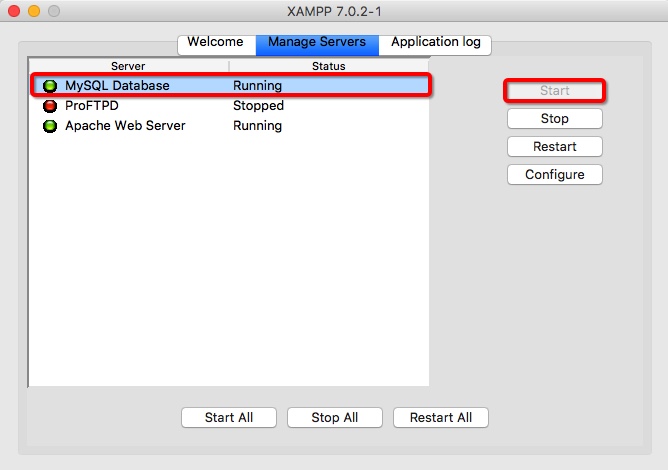 XAMPP 7.0.2-1
Welcome Manage Servers Application log
Server Status
MySQL Database Running
ProFTPD Stopped
Apache Web Server Running
Start
Stop
Restart
Configure
Start All Stop All Restart All